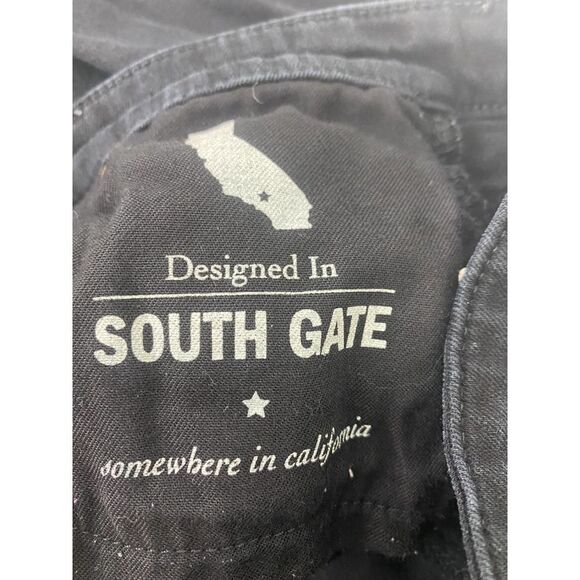 Designed In
SOUTH GATE
somewhere in california